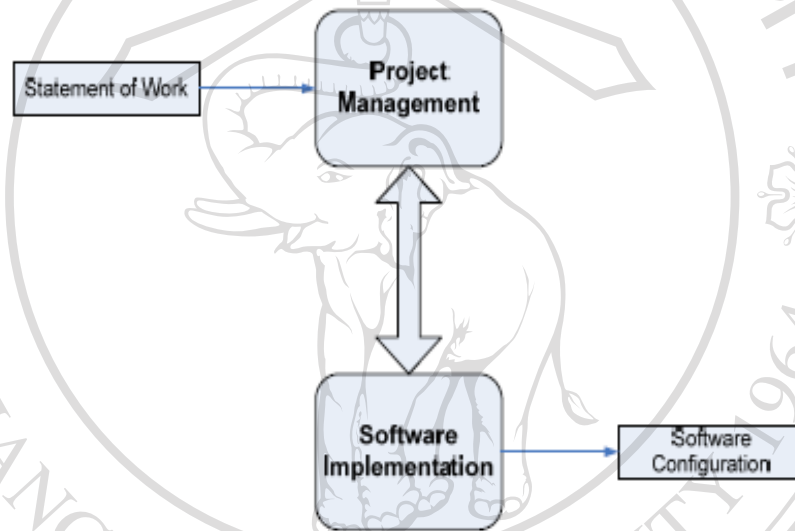 Project
Management
Statement of Work
Software
Implementation
Software
Configuration